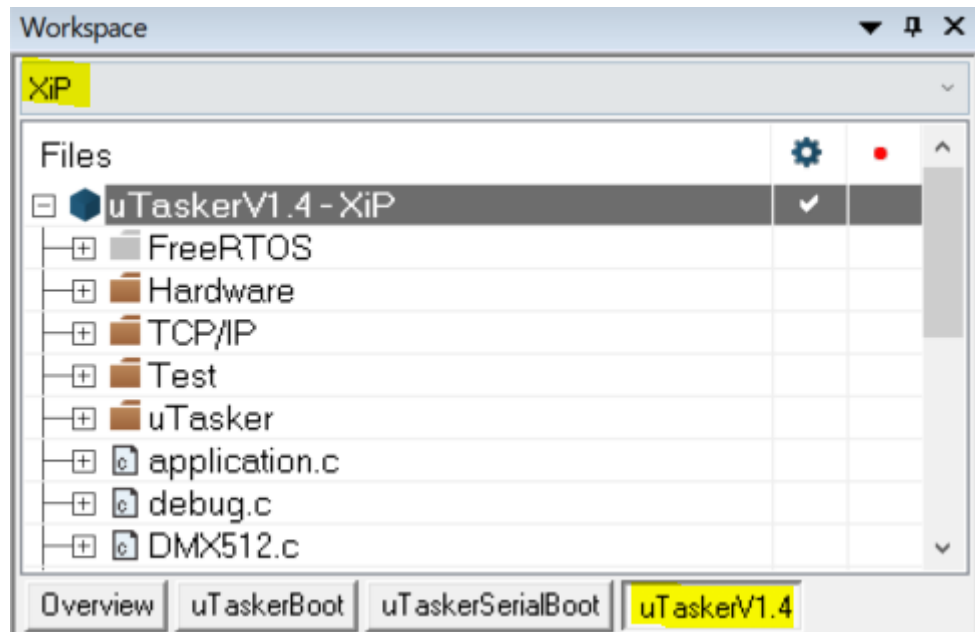 Workspace
XiP
Files
uTaskerV1.4 - XiP
FreeRTOS
Hardware
TCP/IP
Test
uTasker
application.c
debug.c
DMX512.c
Overview uTaskerBoot uTaskerSerialBoot uTaskerV1.4